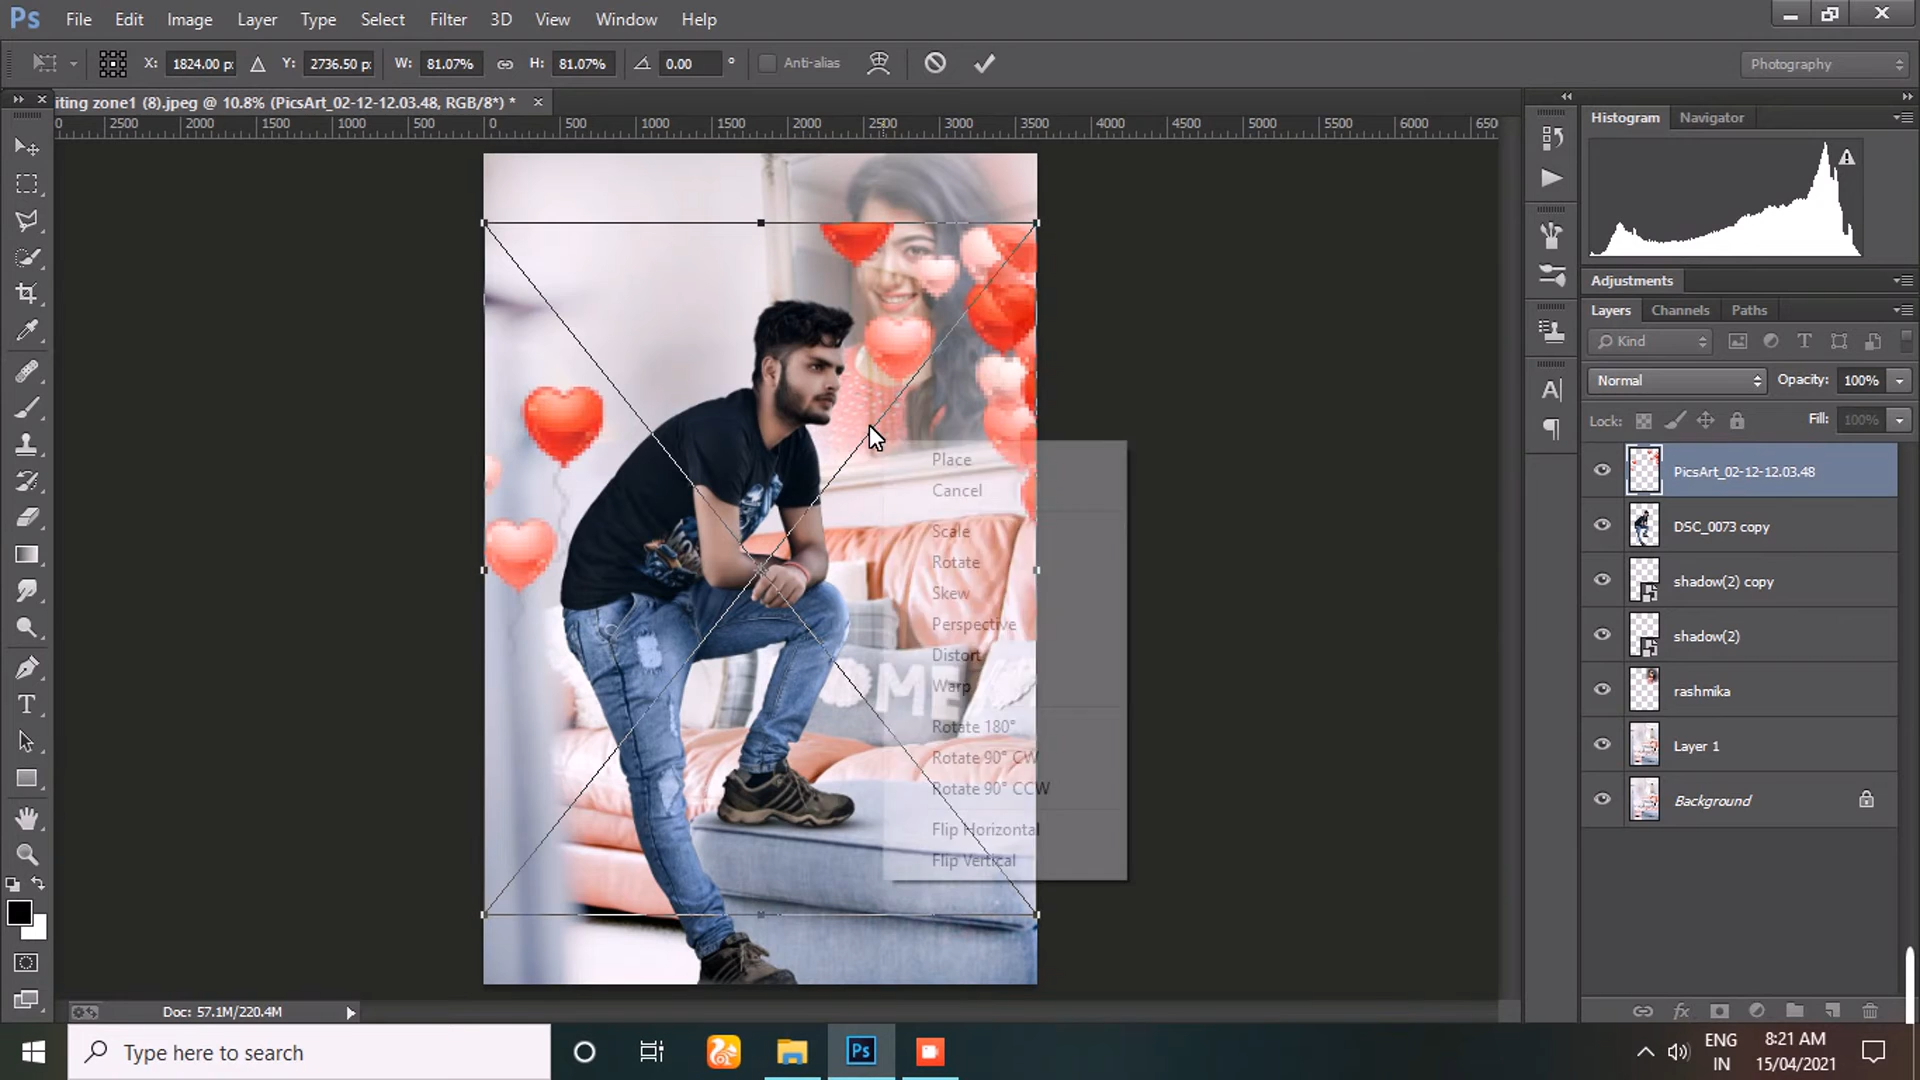 Ps File Edit Image Layer Type Select Filter 3D View Window Help
X: 1824.00 p: Y: 2736.50 p: W: 81.07% H: 81.07% 0.00 ° Anti-alias Photography
iting zone1 (8).jpeg @ 10.8% (PicsArt_02-12-12.03.48, RGB/8*) * ×
0 2500 2000 1500 1000 500 0 500 1000 1500 2000 2500 3000 3500 4000 4500 5000 5500 6000 650
Histogram Navigator
Adjustments
Layers Channels Paths
Kind
Normal Opacity: 100%
Lock: Fill: 100%
PicsArt_02-12-12.03.48
DSC_0073 copy
shadow(2) copy
shadow(2)
rashmika
Layer 1
Background
Place
Cancel
Scale
Rotate
Skew
Perspective
Distort
Warp
Rotate 180°
Rotate 90° CW
Rotate 90° CCW
Flip Horizontal
Flip Vertical
OME
Doc: 57.1M/220.4M
Type here to search
Ps
ENG
IN
8:21 AM
15/04/2021